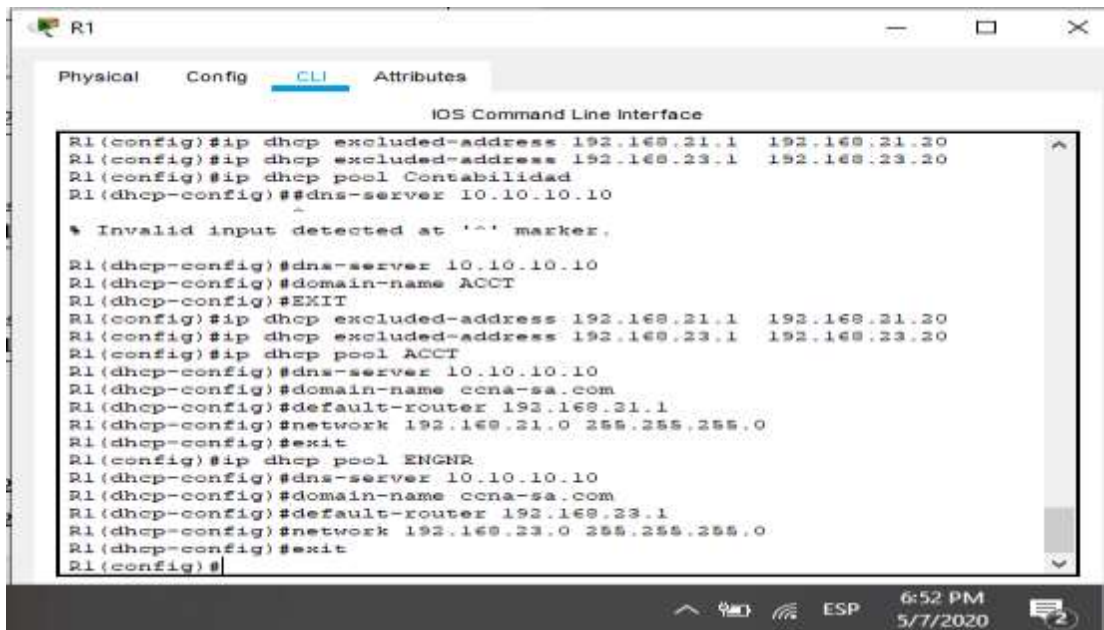 R1
Physical Config CLI Attributes
IOS Command Line Interface
R1(config)#ip dhcp excluded-address 192.168.21.1 192.168.21.20
R1(config)#ip dhcp excluded-address 192.168.23.1 192.168.23.20
R1(config)#ip dhcp pool Contabilidad
R1(dhcp-config)##dns-server 10.10.10.10
^
% Invalid input detected at '^' marker.
R1(dhcp-config)#dns-server 10.10.10.10
R1(dhcp-config)#domain-name ACCT
R1(dhcp-config)#EXIT
R1(config)#ip dhcp excluded-address 192.168.21.1 192.168.21.20
R1(config)#ip dhcp excluded-address 192.168.23.1 192.168.23.20
R1(config)#ip dhcp pool ACCT
R1(dhcp-config)#dns-server 10.10.10.10
R1(dhcp-config)#domain-name ccna-sa.com
R1(dhcp-config)#default-router 192.168.21.1
R1(dhcp-config)#network 192.168.21.0 255.255.255.0
R1(dhcp-config)#exit
R1(config)#ip dhcp pool ENGNR
R1(dhcp-config)#dns-server 10.10.10.10
R1(dhcp-config)#domain-name ccna-sa.com
R1(dhcp-config)#default-router 192.168.23.1
R1(dhcp-config)#network 192.168.23.0 255.255.255.0
R1(dhcp-config)#exit
R1(config)#
ESP
6:52 PM
5/7/2020
2